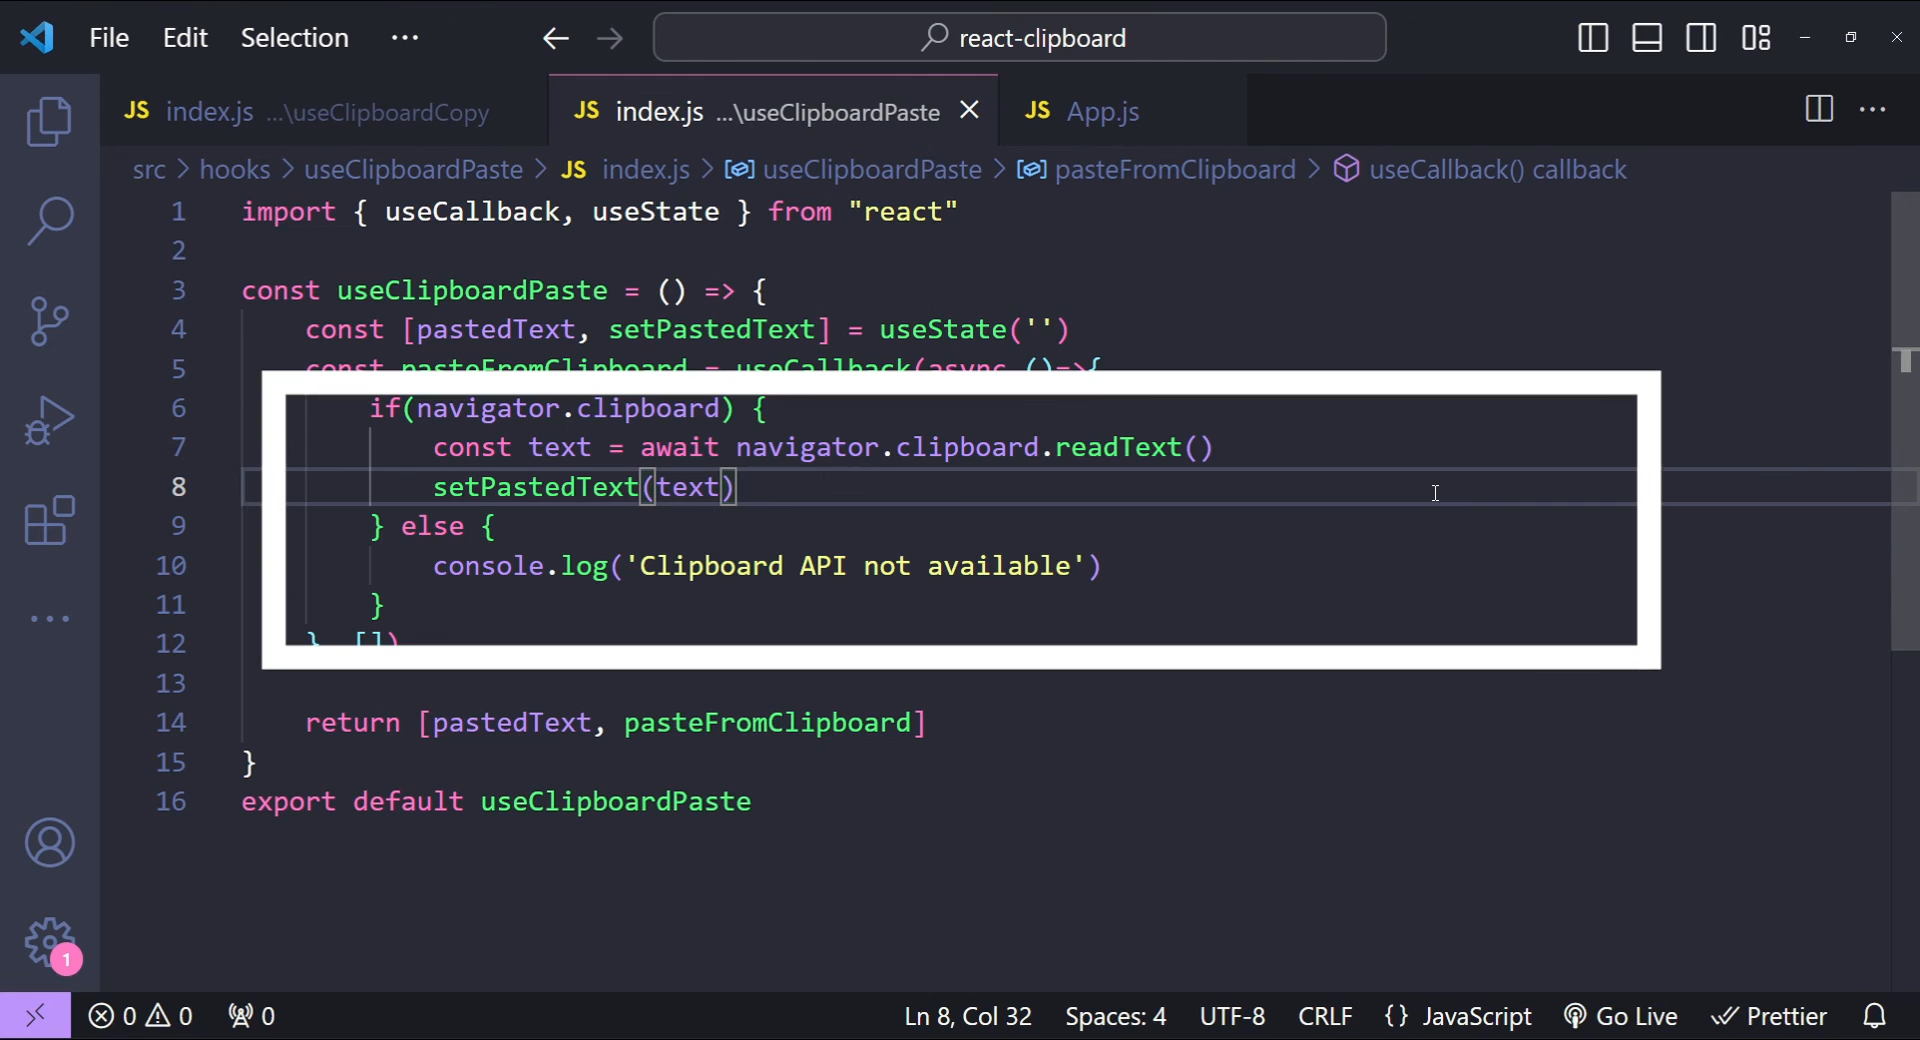 File Edit Selection ... react-clipboard
JS index.js ...\useClipboardCopy JS index.js ...\useClipboardPaste JS App.js
src > hooks > useClipboardPaste > JS index.js > useClipboardPaste > pasteFromClipboard > useCallback() callback
1 import { useCallback, useState } from "react"
2
3 const useClipboardPaste = () => {
4 const [pastedText, setPastedText] = useState('')
5 const pasteFromClipboard = useCallback(async ()=>{
6 if(navigator.clipboard) {
7 const text = await navigator.clipboard.readText()
8 setPastedText(text)
9 } else {
10 console.log('Clipboard API not available')
11 }
12 }, [])
13
14 return [pastedText, pasteFromClipboard]
15 }
16 export default useClipboardPaste
1
0 0 0 Ln 8, Col 32 Spaces: 4 UTF-8 CRLF {} JavaScript Go Live Prettier